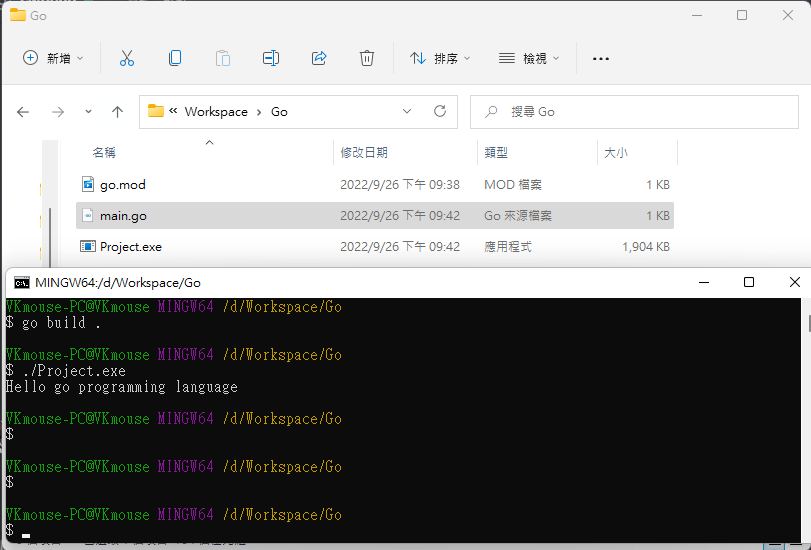 Go
新增
排序
檢視
Workspace
Go
搜尋 Go
名稱 修改日期 類型 大小
go.mod 2022/9/26 下午 09:38 MOD 檔案 1 KB
main.go 2022/9/26 下午 09:42 Go 來源檔案 1 KB
Project.exe 2022/9/26 下午 09:42 應用程式 1,904 KB
MINGW64:/d/Workspace/Go
VKmouse-PC@VKmouse MINGW64 /d/Workspace/Go
$ go build .
VKmouse-PC@VKmouse MINGW64 /d/Workspace/Go
$ ./Project.exe
Hello go programming language
VKmouse-PC@VKmouse MINGW64 /d/Workspace/Go
$
VKmouse-PC@VKmouse MINGW64 /d/Workspace/Go
$
VKmouse-PC@VKmouse MINGW64 /d/Workspace/Go
$